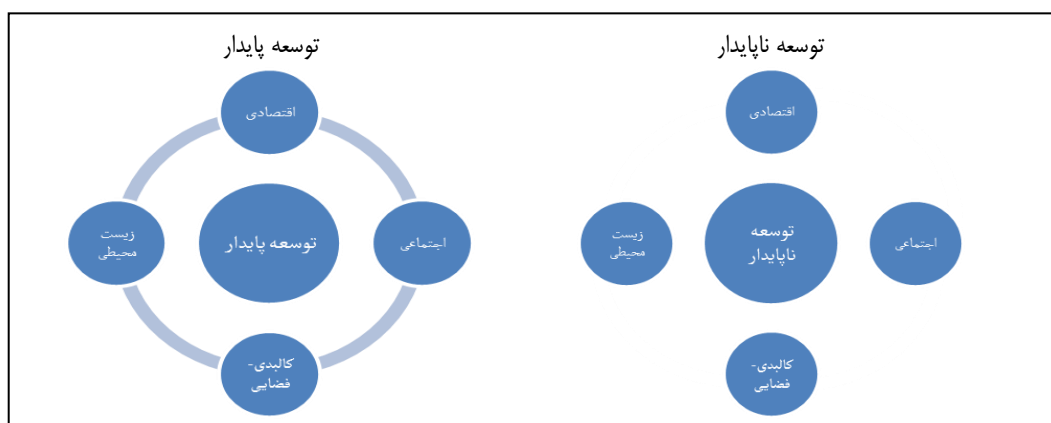 توسعه ناپایدار
اقتصادی
اجتماعی
توسعه
ناپایدار
زیست
محیطی
کالبدی-
فضایی
توسعه پایدار
اقتصادی
اجتماعی
توسعه پایدار
زیست
محیطی
کالبدی-
فضایی